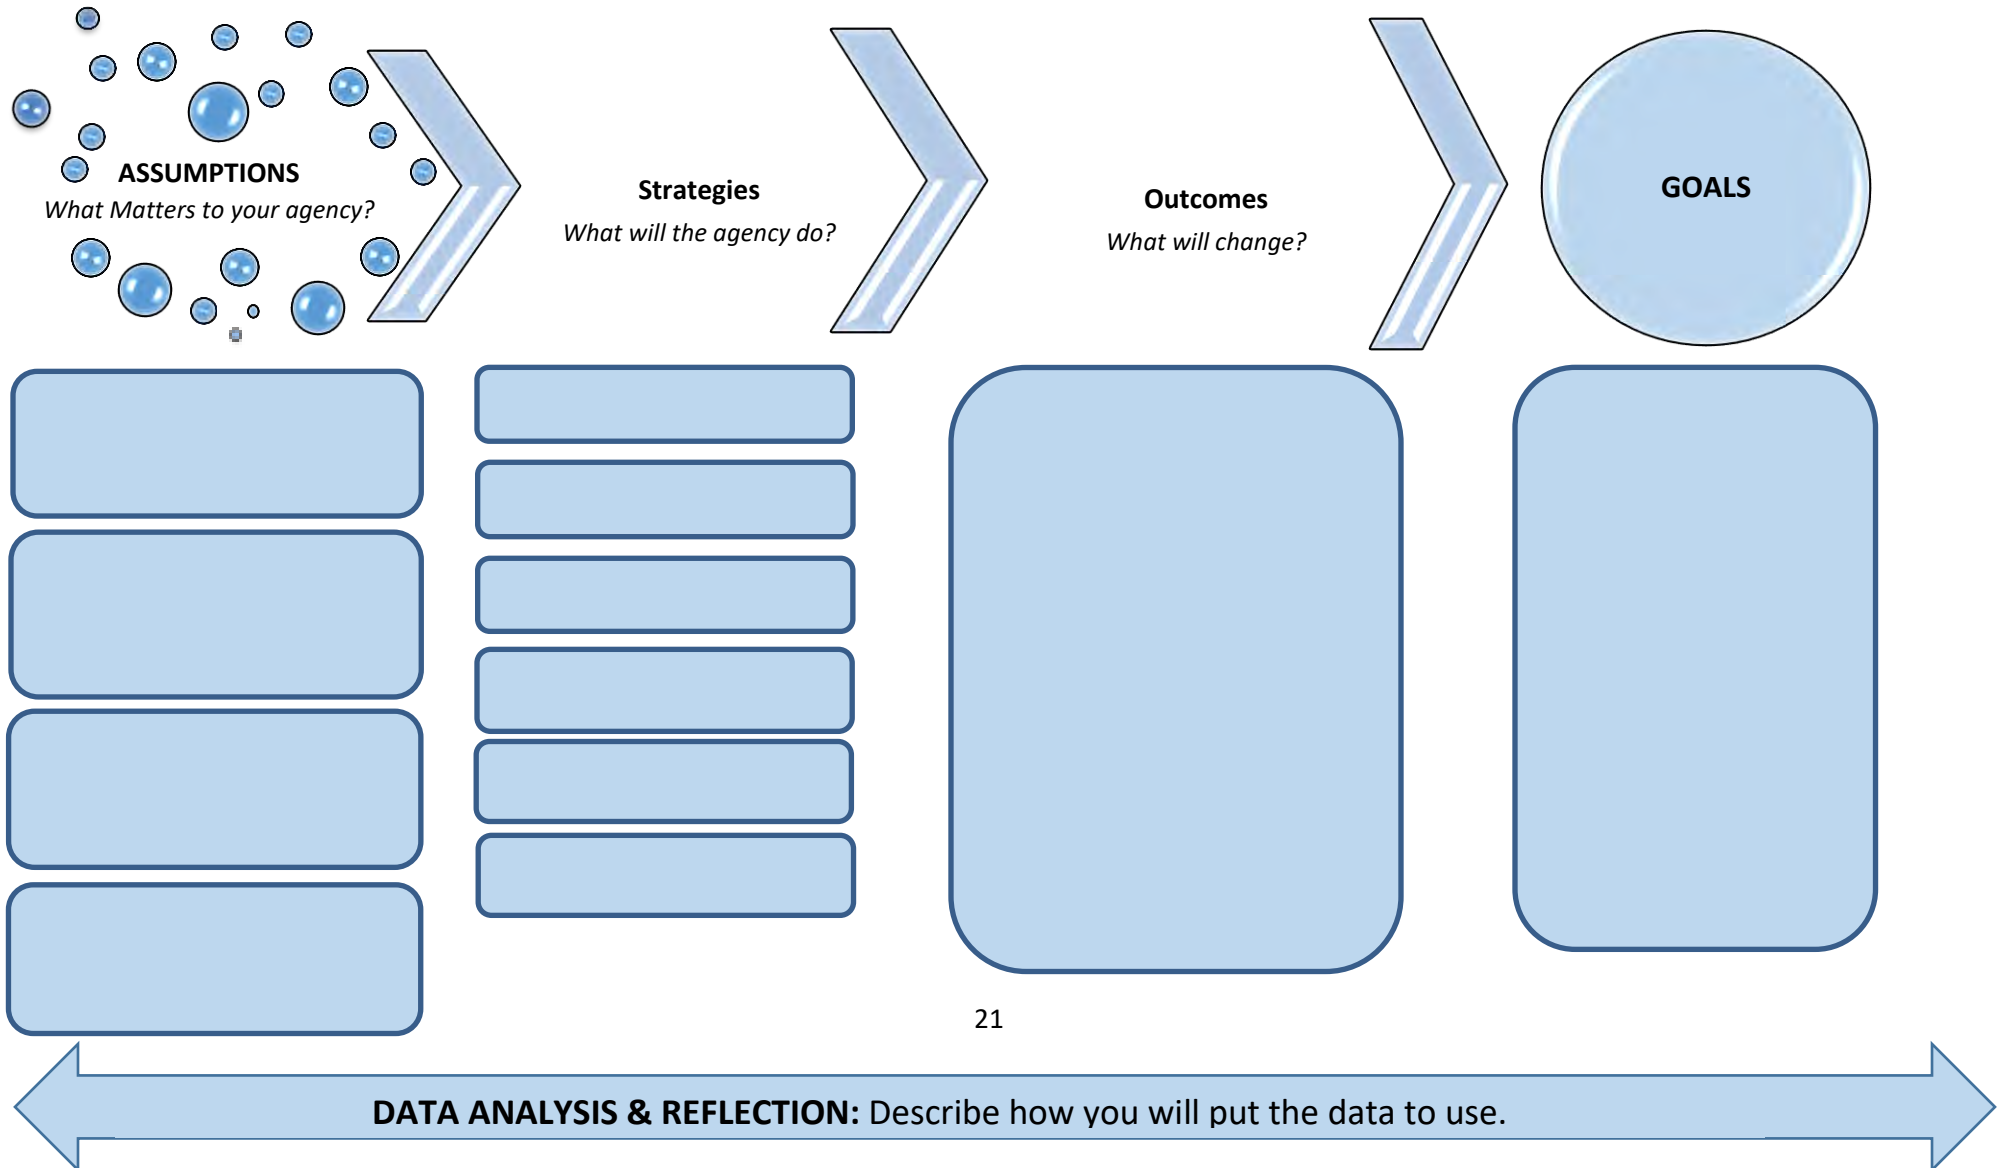 ASSUMPTIONS
What Matters to your agency?
Strategies
What will the agency do?
Outcomes
What will change?
GOALS
21
DATA ANALYSIS & REFLECTION: Describe how you will put the data to use.